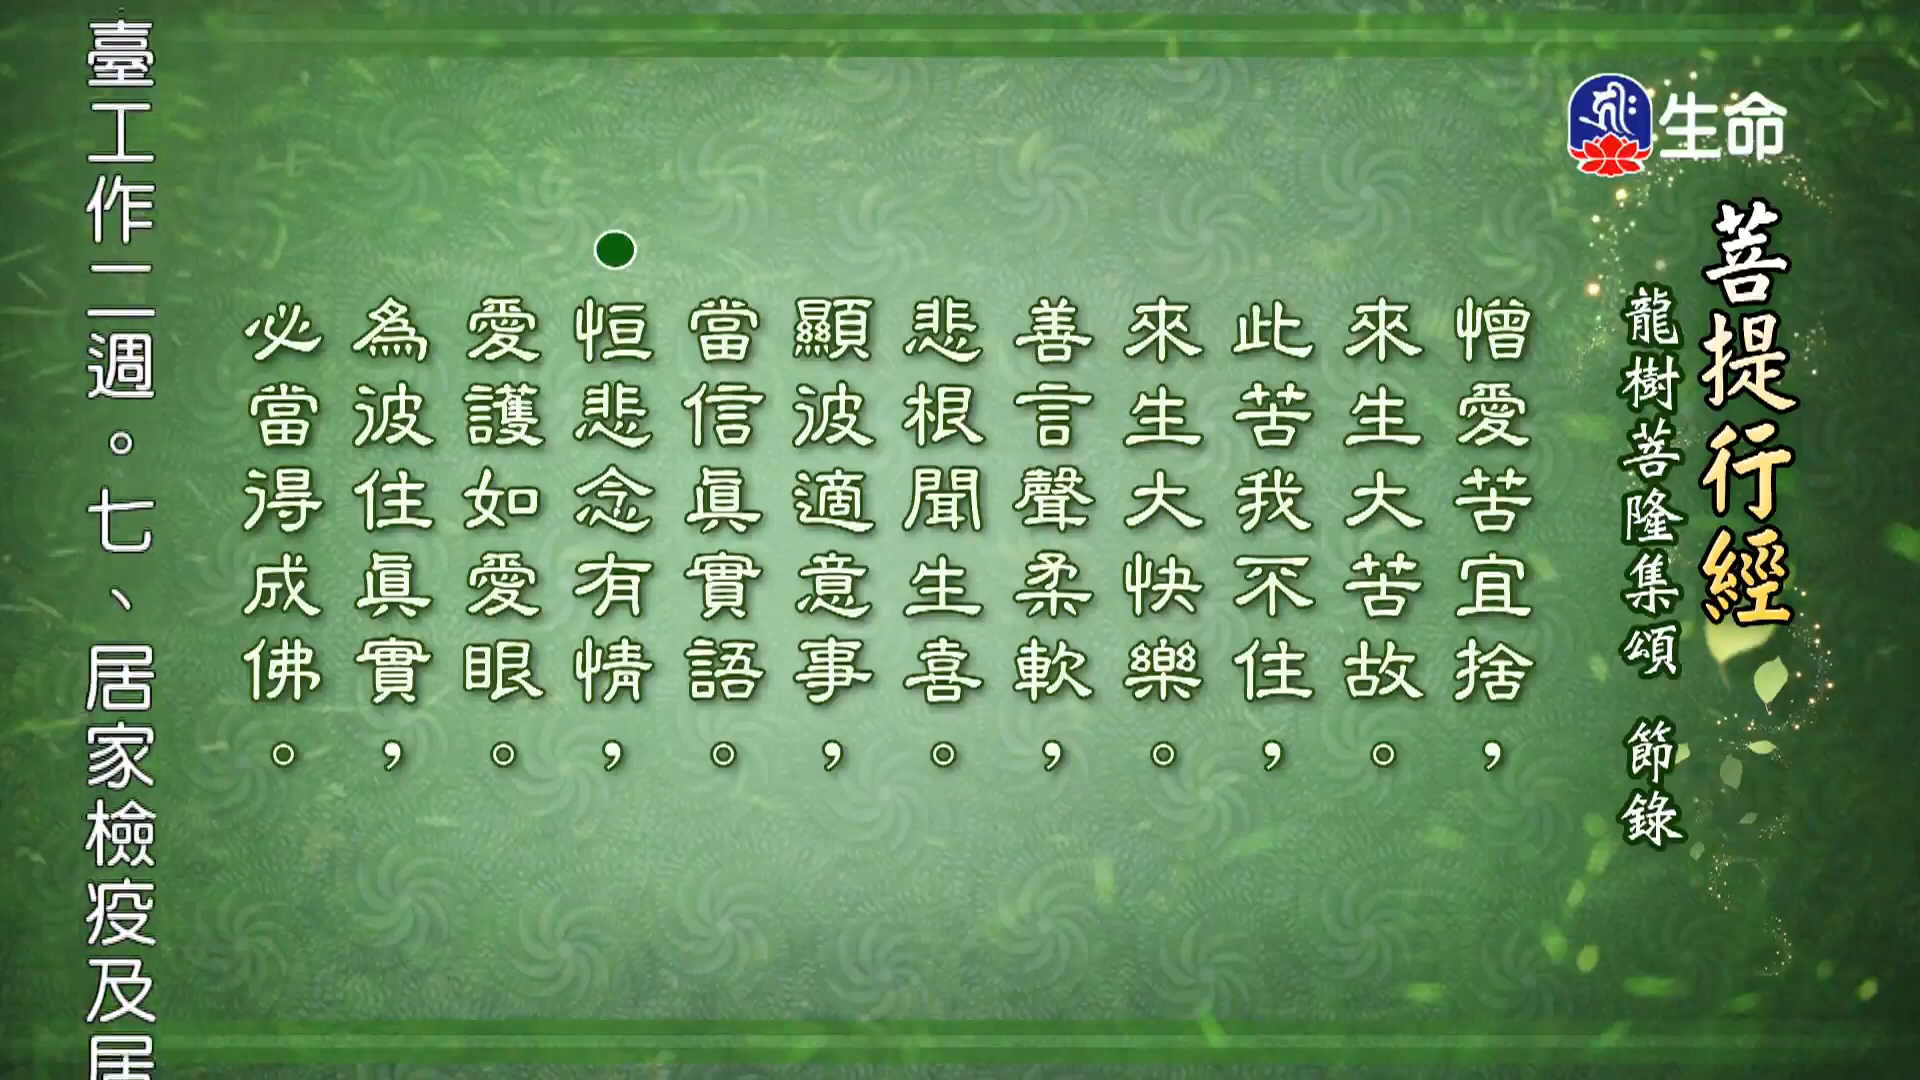 生命
菩提行經
龍樹菩隆集頌 節錄
憎愛苦宜捨，
來生大苦故。
此苦我不住，
來生大快樂。
善言聲柔軟，
悲根聞生喜。
顯彼適意事，
當信真實語。
恒悲念有情，
愛護如愛眼。
為彼住真實，
必當得成佛。
臺工作二週。七、居家檢疫及居